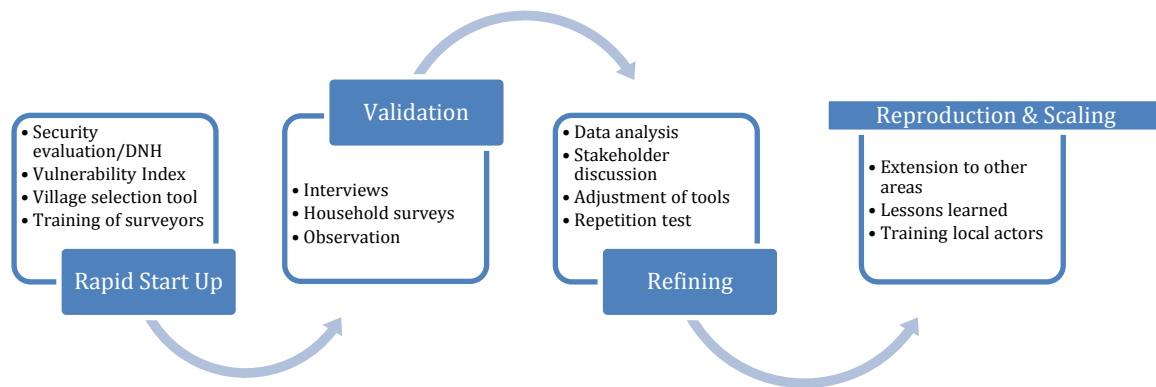 • Security
evaluation/DNH
• Vulnerability Index
• Village selection tool
• Training of surveyors
Rapid Start Up
Validation
• Interviews
• Household surveys
• Observation
• Data analysis
• Stakeholder
discussion
• Adjustment of tools
• Repetition test
Refining
Reproduction & Scaling
• Extension to other
areas
• Lessons learned
• Training local actors